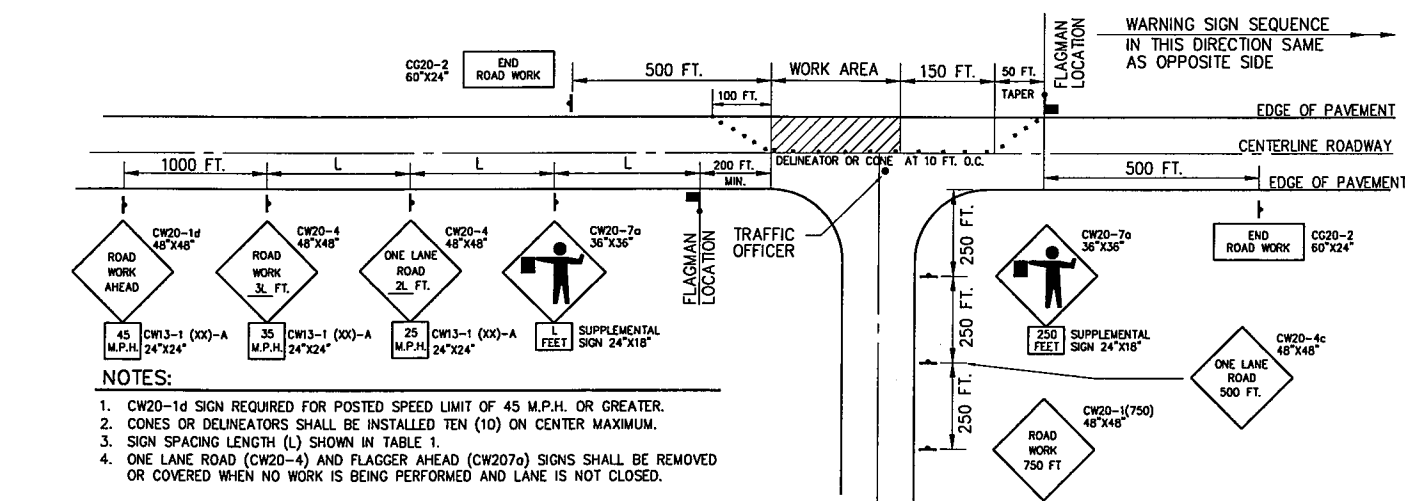 CG20-2
60"X24"
END
ROAD WORK
500 FT.
WORK AREA
150 FT.
50 FT.
TAPER
100 FT.
FLAGMAN
LOCATION
WARNING SIGN SEQUENCE
IN THIS DIRECTION SAME
AS OPPOSITE SIDE
EDGE OF PAVEMENT
CENTERLINE ROADWAY
DELINEATOR OR CONE AT 10 FT. O.C.
1000 FT.
L
L
L
200 FT.
MIN.
500 FT.
EDGE OF PAVEMENT
CW20-1d
48"X48"
ROAD
WORK
AHEAD
45
M.P.H.
CW13-1 (XX)-A
24"X24"
CW20-4
48"X48"
ROAD
WORK
3L FT.
35
M.P.H.
CW13-1 (XX)-A
24"X24"
CW20-4
48"X48"
ONE LANE
ROAD
2L FT.
25
M.P.H.
CW13-1 (XX)-A
24"X24"
CW20-7a
36"X36"
L
FEET
SUPPLEMENTAL
SIGN 24"X18"
FLAGMAN
LOCATION
TRAFFIC
OFFICER
250 FT.
250 FT.
250 FT.
CW20-7a
36"X36"
250
FEET
SUPPLEMENTAL
SIGN 24"X18"
END
ROAD WORK
CG20-2
60"X24"
CW20-4c
48"X48"
ONE LANE
ROAD
500 FT.
CW20-1(750)
48"X48"
ROAD
WORK
750 FT
NOTES:
1. CW20-1d SIGN REQUIRED FOR POSTED SPEED LIMIT OF 45 M.P.H. OR GREATER.
2. CONES OR DELINEATORS SHALL BE INSTALLED TEN (10) ON CENTER MAXIMUM.
3. SIGN SPACING LENGTH (L) SHOWN IN TABLE 1.
4. ONE LANE ROAD (CW20-4) AND FLAGGER AHEAD (CW207a) SIGNS SHALL BE REMOVED
OR COVERED WHEN NO WORK IS BEING PERFORMED AND LANE IS NOT CLOSED.